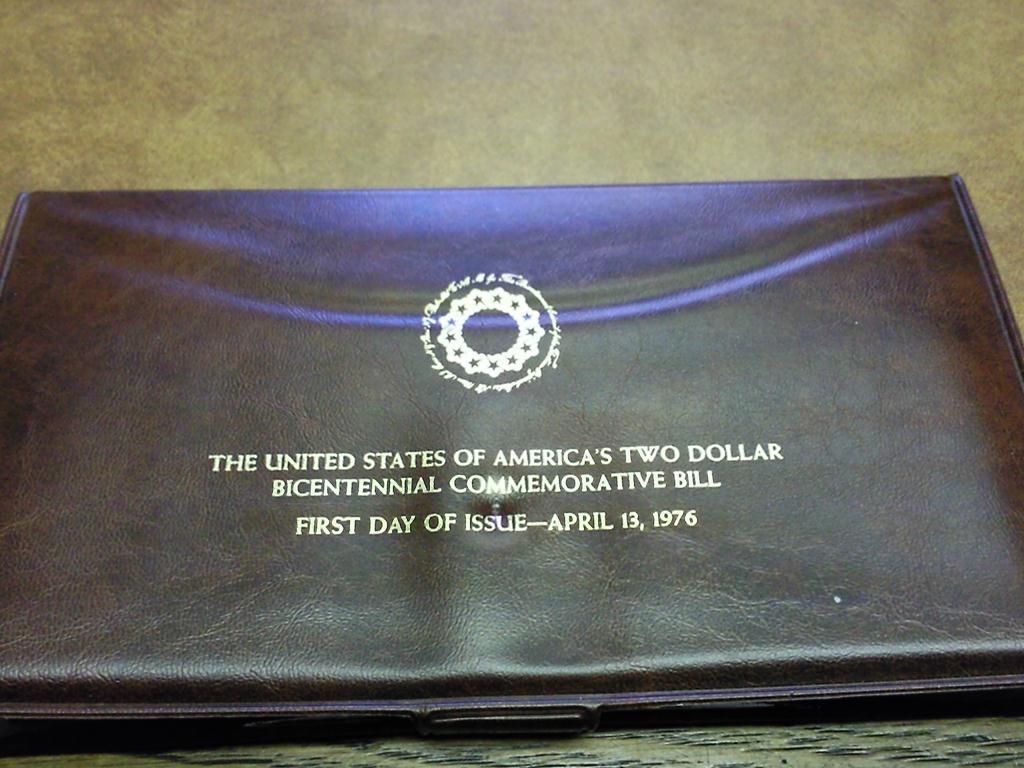 THE UNITED STATES OF AMERICA'S TWO DOLLAR
BICENTENNIAL COMMEMORATIVE BILL
FIRST DAY OF ISSUE—APRIL 13, 1976